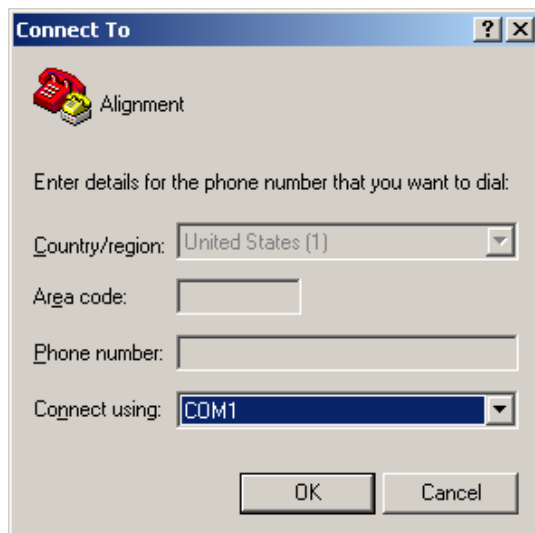 Connect To
Alignment
Enter details for the phone number that you want to dial:
Country/region: United States (1)
Area code:
Phone number:
Connect using: COM1
OK Cancel